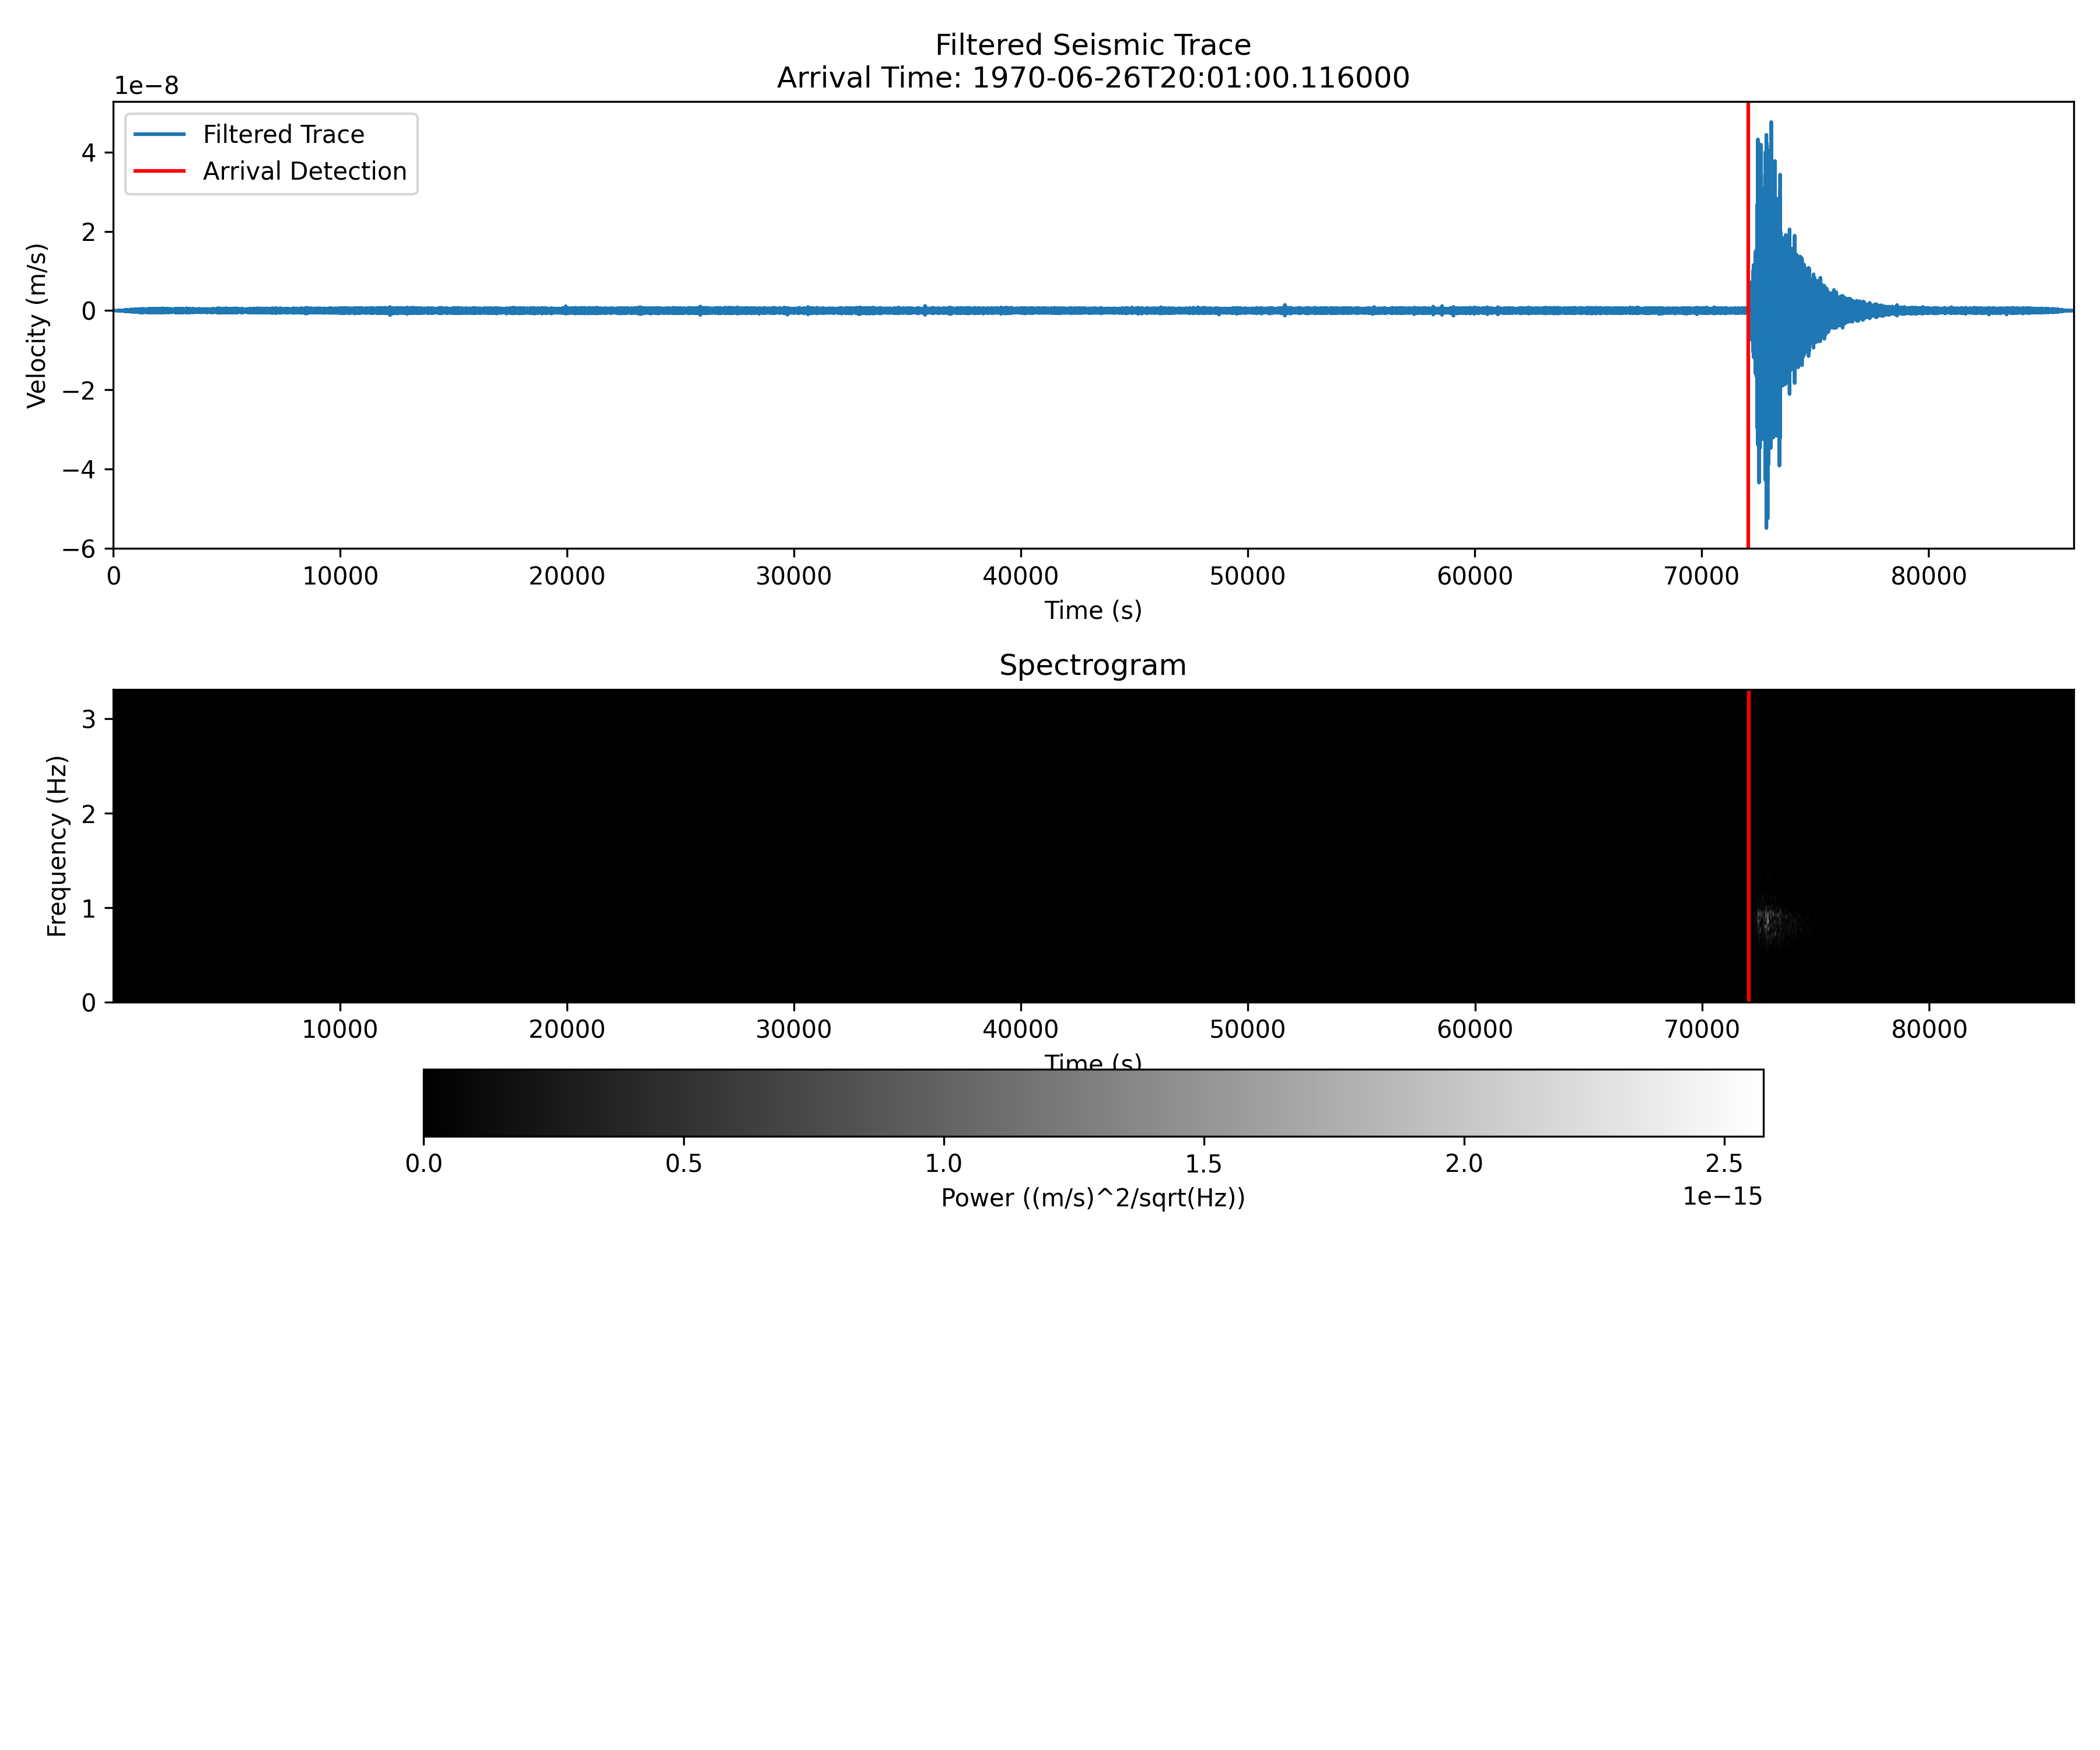 Filtered Seismic Trace
Arrival Time: 1970-06-26T20:01:00.116000
1e−8
Filtered Trace
Arrival Detection
4
2
0
−2
−4
−6
Velocity (m/s)
0 10000 20000 30000 40000 50000 60000 70000 80000
Time (s)
Spectrogram
3
2
1
0
Frequency (Hz)
10000 20000 30000 40000 50000 60000 70000 80000
Time (s)
0.0 0.5 1.0 1.5 2.0 2.5
1e−15
Power ((m/s)^2/sqrt(Hz))